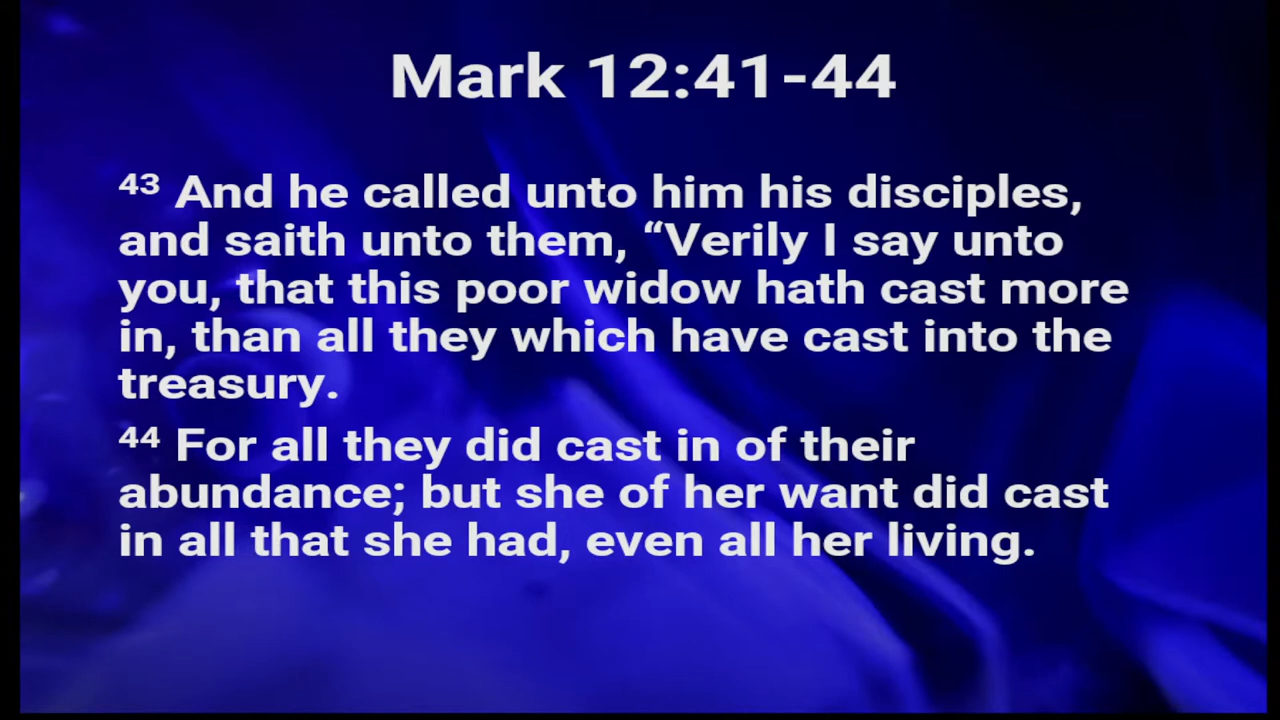 Mark 12:41-44
43 And he called unto him his disciples,
and saith unto them, “Verily I say unto
you, that this poor widow hath cast more
in, than all they which have cast into the
treasury.
44 For all they did cast in of their
abundance; but she of her want did cast
in all that she had, even all her living.